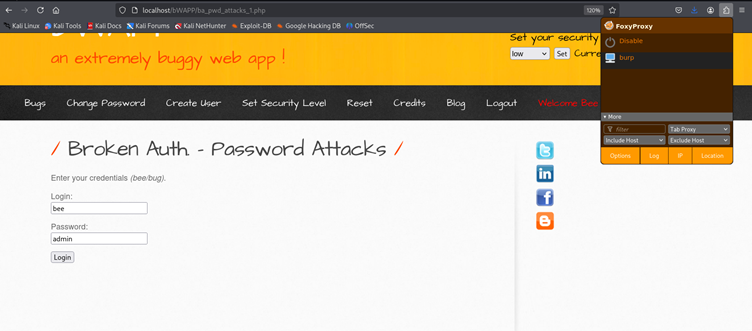 localhost/bWAPP/ba_pwd_attacks_1.php
120%
Kali Linux Kali Tools Kali Docs Kali Forums Kali NetHunter Exploit-DB Google Hacking DB OffSec
an extremely buggy web app !
Set your security
low Set Curre
Bugs Change Password Create User Set Security Level Reset Credits Blog Logout Welcome Bee
/ Broken Auth. - Password Attacks /
Enter your credentials (bee/bug).
Login:
bee
Password:
admin
Login
FoxyProxy
Disable
burp
More
filter Tab Proxy
Include Host Exclude Host
Options Log IP Location